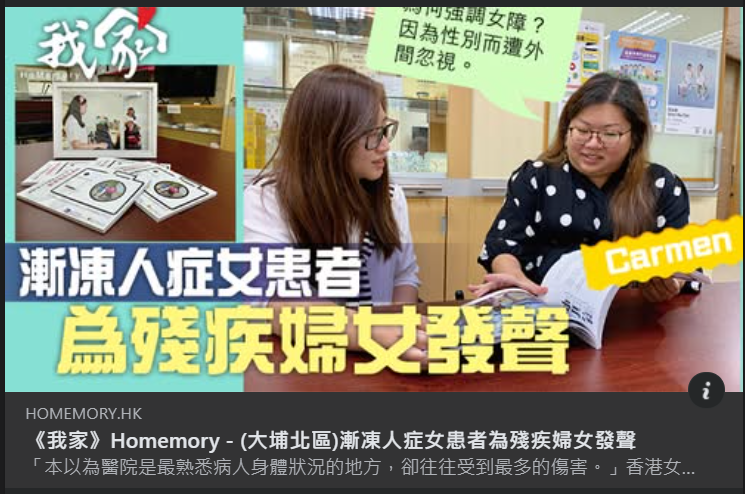 我家
HoMemory
為何強調女障?
因為性別而遭外
間忽視。
Carmen
漸凍人症女患者
為殘疾婦女發聲
i
HOMEMORY.HK
《我家》Homemory - (大埔北區)漸凍人症女患者為殘疾婦女發聲
「本以為醫院是最熟悉病人身體狀況的地方，卻往往受到最多的傷害。」香港女...